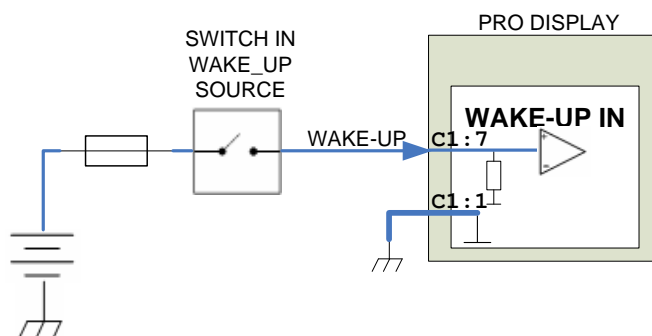 PRO DISPLAY
SWITCH IN
WAKE_UP
SOURCE
WAKE-UP IN
WAKE-UP
C1:7
+
-
C1:1